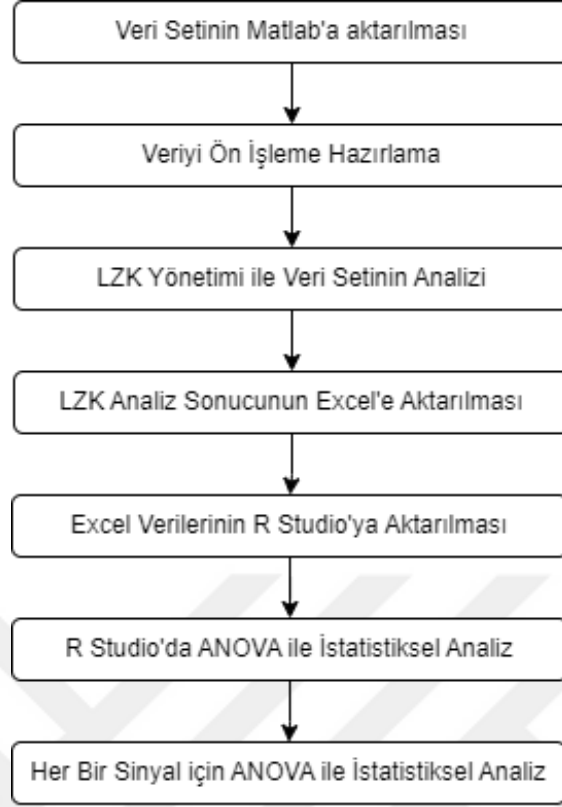 Veri Setinin Matlab'a aktarılması
Veriyi Ön İşleme Hazırlama
LZK Yönetimi ile Veri Setinin Analizi
LZK Analiz Sonucunun Excel'e Aktarılması
Excel Verilerinin R Studio'ya Aktarılması
R Studio'da ANOVA ile İstatistiksel Analiz
Her Bir Sinyal için ANOVA ile İstatistiksel Analiz